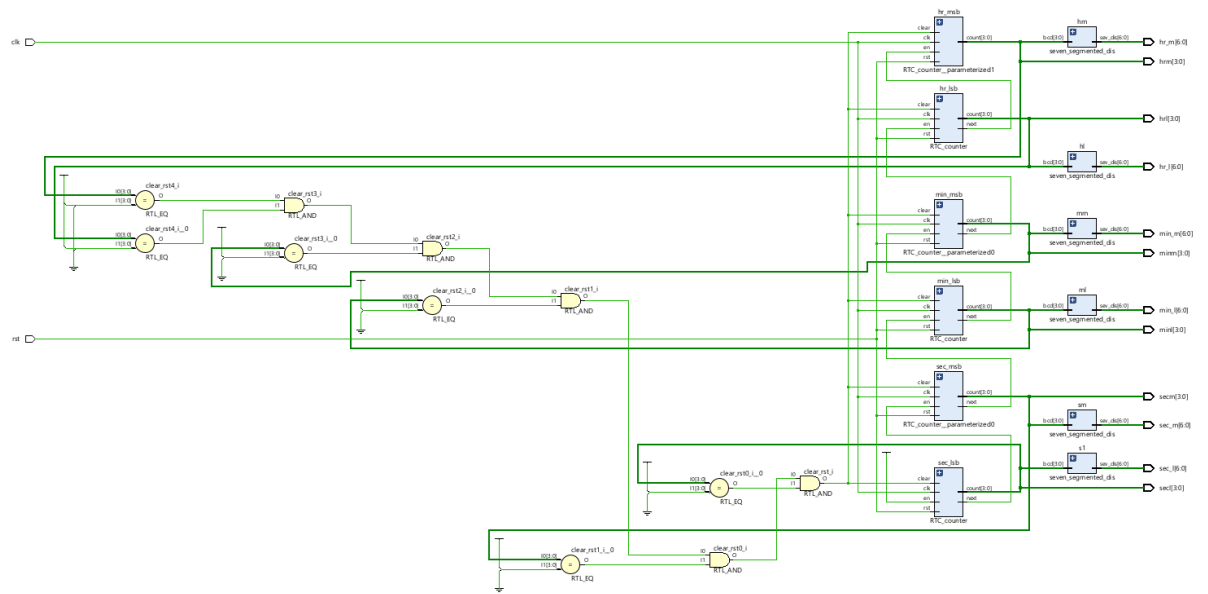 hr_msb
clear
clk
en
rst
count[3:0]
RTC_counter__parameterized1
hm
bcd[3:0]
sev_dis[6:0]
seven_segmented_dis
hr_m[6:0]
hrm[3:0]
clk
hr_lsb
clear
clk
en
rst
count[3:0]
next
RTC_counter
hrl[3:0]
hl
bcd[3:0]
sev_dis[6:0]
seven_segmented_dis
hr_l[6:0]
clear_rst4_i
I0[3:0]
I1[3:0]
=
O
RTL_EQ
clear_rst3_i
I0
I1
O
RTL_AND
clear_rst4_i__0
I0[3:0]
I1[3:0]
=
O
RTL_EQ
clear_rst3_i__0
I0[3:0]
I1[3:0]
=
O
RTL_EQ
clear_rst2_i
I0
I1
O
RTL_AND
min_msb
clear
clk
en
rst
count[3:0]
next
RTC_counter__parameterized0
mm
bcd[3:0]
sev_dis[6:0]
seven_segmented_dis
min_m[6:0]
minm[3:0]
clear_rst2_i__0
I0[3:0]
I1[3:0]
=
O
RTL_EQ
clear_rst1_i
I0
I1
O
RTL_AND
min_lsb
clear
clk
en
rst
count[3:0]
next
RTC_counter
ml
bcd[3:0]
sev_dis[6:0]
seven_segmented_dis
min_l[6:0]
minl[3:0]
rst
sec_msb
clear
clk
en
rst
count[3:0]
next
RTC_counter__parameterized0
secm[3:0]
sm
bcd[3:0]
sev_dis[6:0]
seven_segmented_dis
sec_m[6:0]
clear_rst0_i__0
I0[3:0]
I1[3:0]
=
O
RTL_EQ
clear_rst_i
I0
I1
O
RTL_AND
sec_lsb
clear
clk
en
rst
count[3:0]
next
RTC_counter
s1
bcd[3:0]
sev_dis[6:0]
seven_segmented_dis
sec_l[6:0]
secl[3:0]
clear_rst1_i__0
I0[3:0]
I1[3:0]
=
O
RTL_EQ
clear_rst0_i
I0
I1
O
RTL_AND